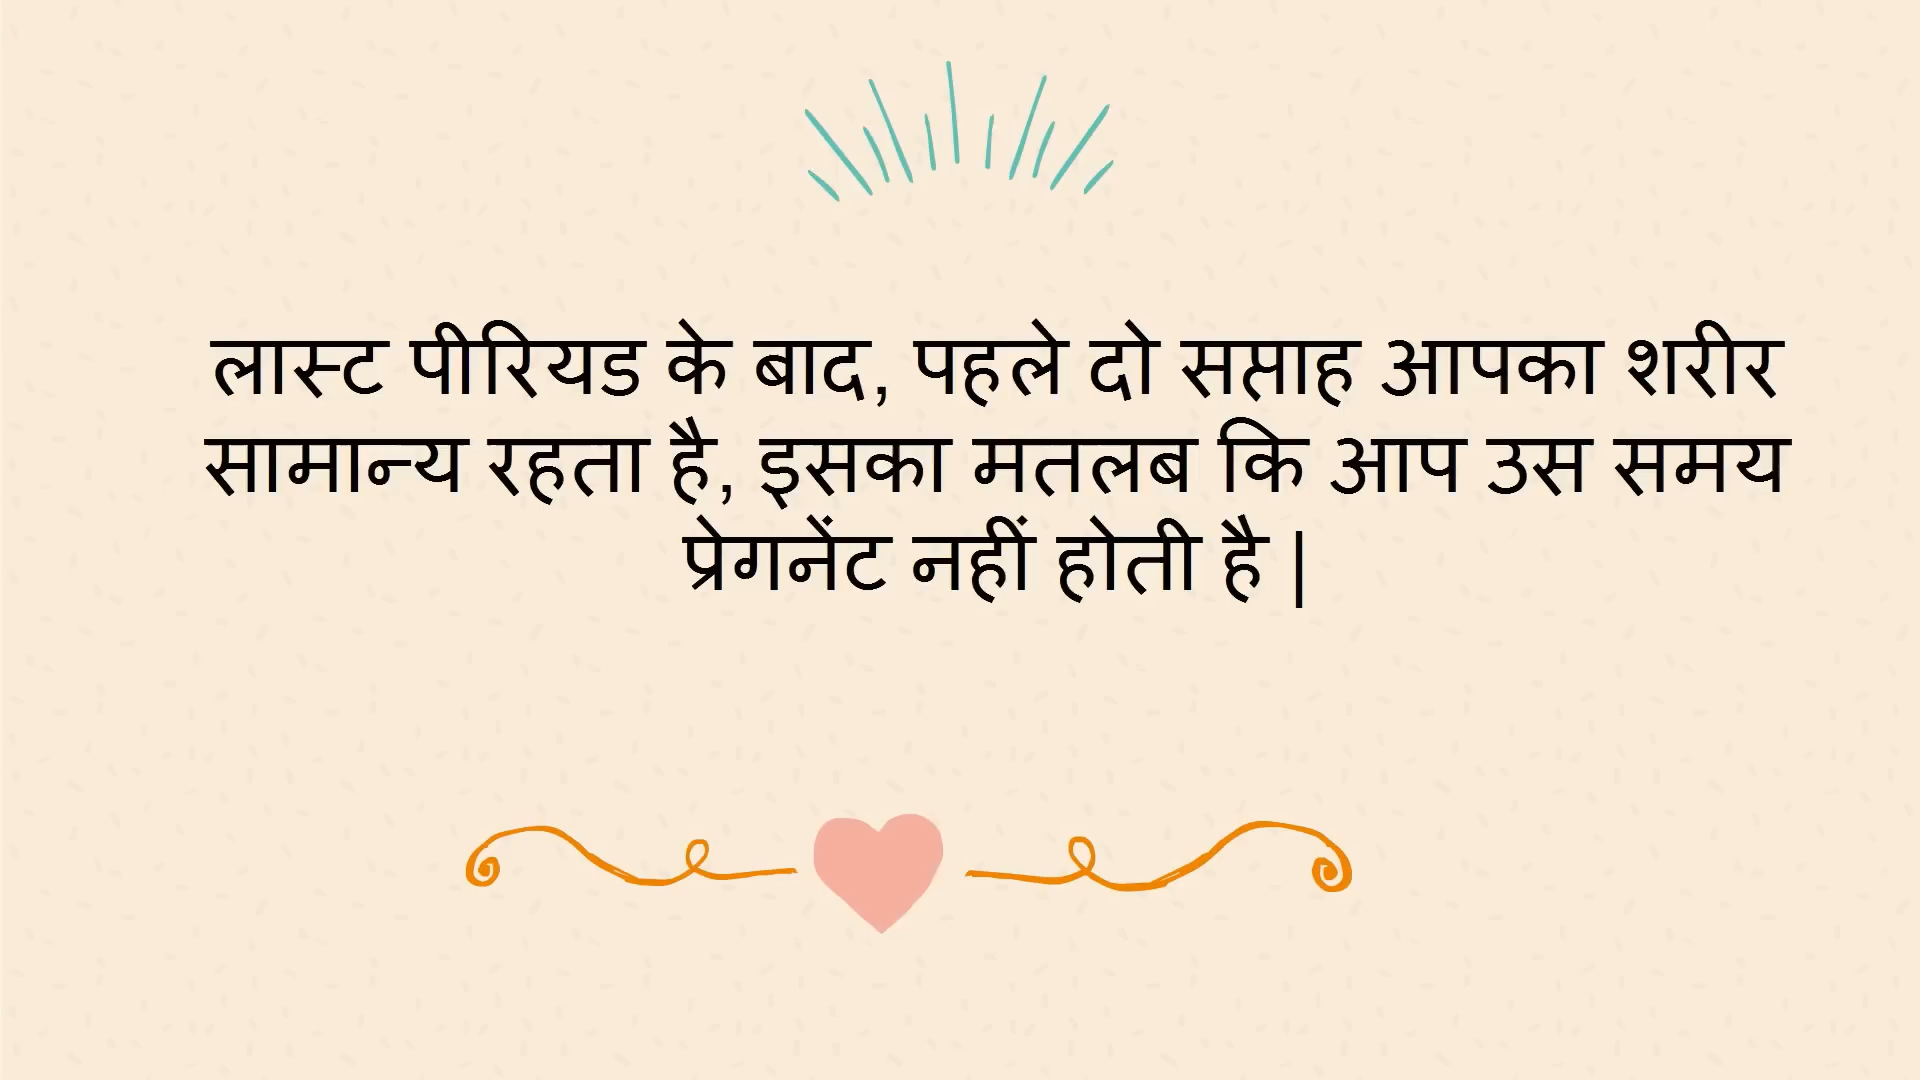 लास्ट पीरियड के बाद, पहले दो सप्ताह आपका शरीर
सामान्य रहता है, इसका मतलब कि आप उस समय
प्रेगनेंट नहीं होती है |